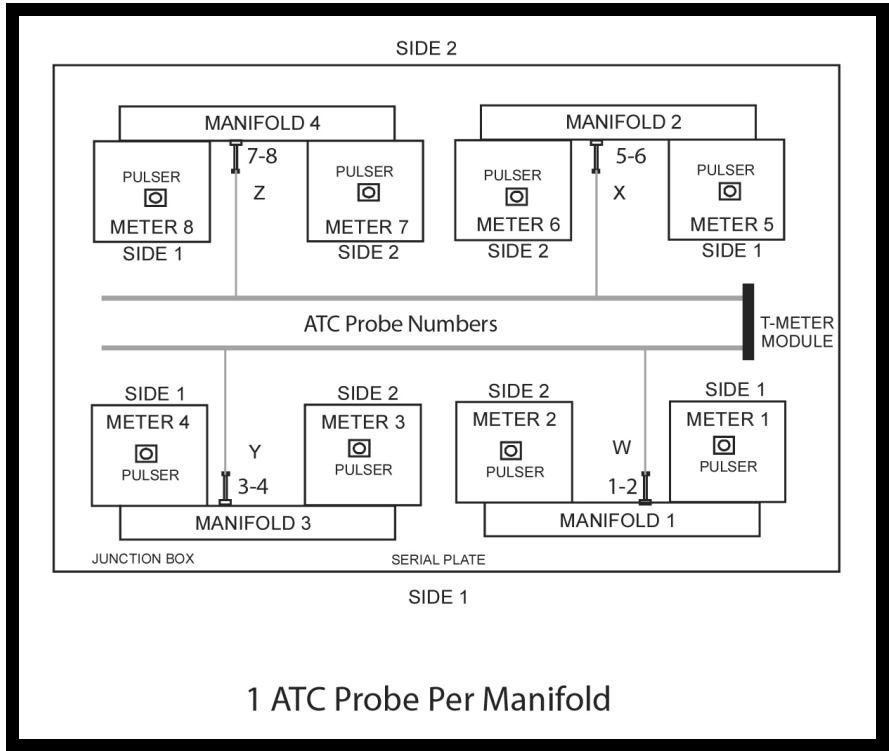 SIDE 2
MANIFOLD 4
MANIFOLD 2
7-8
5-6
PULSER
PULSER
PULSER
PULSER
Z
X
METER 8
METER 7
METER 6
METER 5
SIDE 1
SIDE 2
SIDE 2
SIDE 1
ATC Probe Numbers
T-METER
MODULE
SIDE 1
SIDE 2
SIDE 2
SIDE 1
METER 4
METER 3
METER 2
METER 1
Y
W
PULSER
PULSER
PULSER
PULSER
3-4
1-2
MANIFOLD 3
MANIFOLD 1
JUNCTION BOX
SERIAL PLATE
SIDE 1
1 ATC Probe Per Manifold